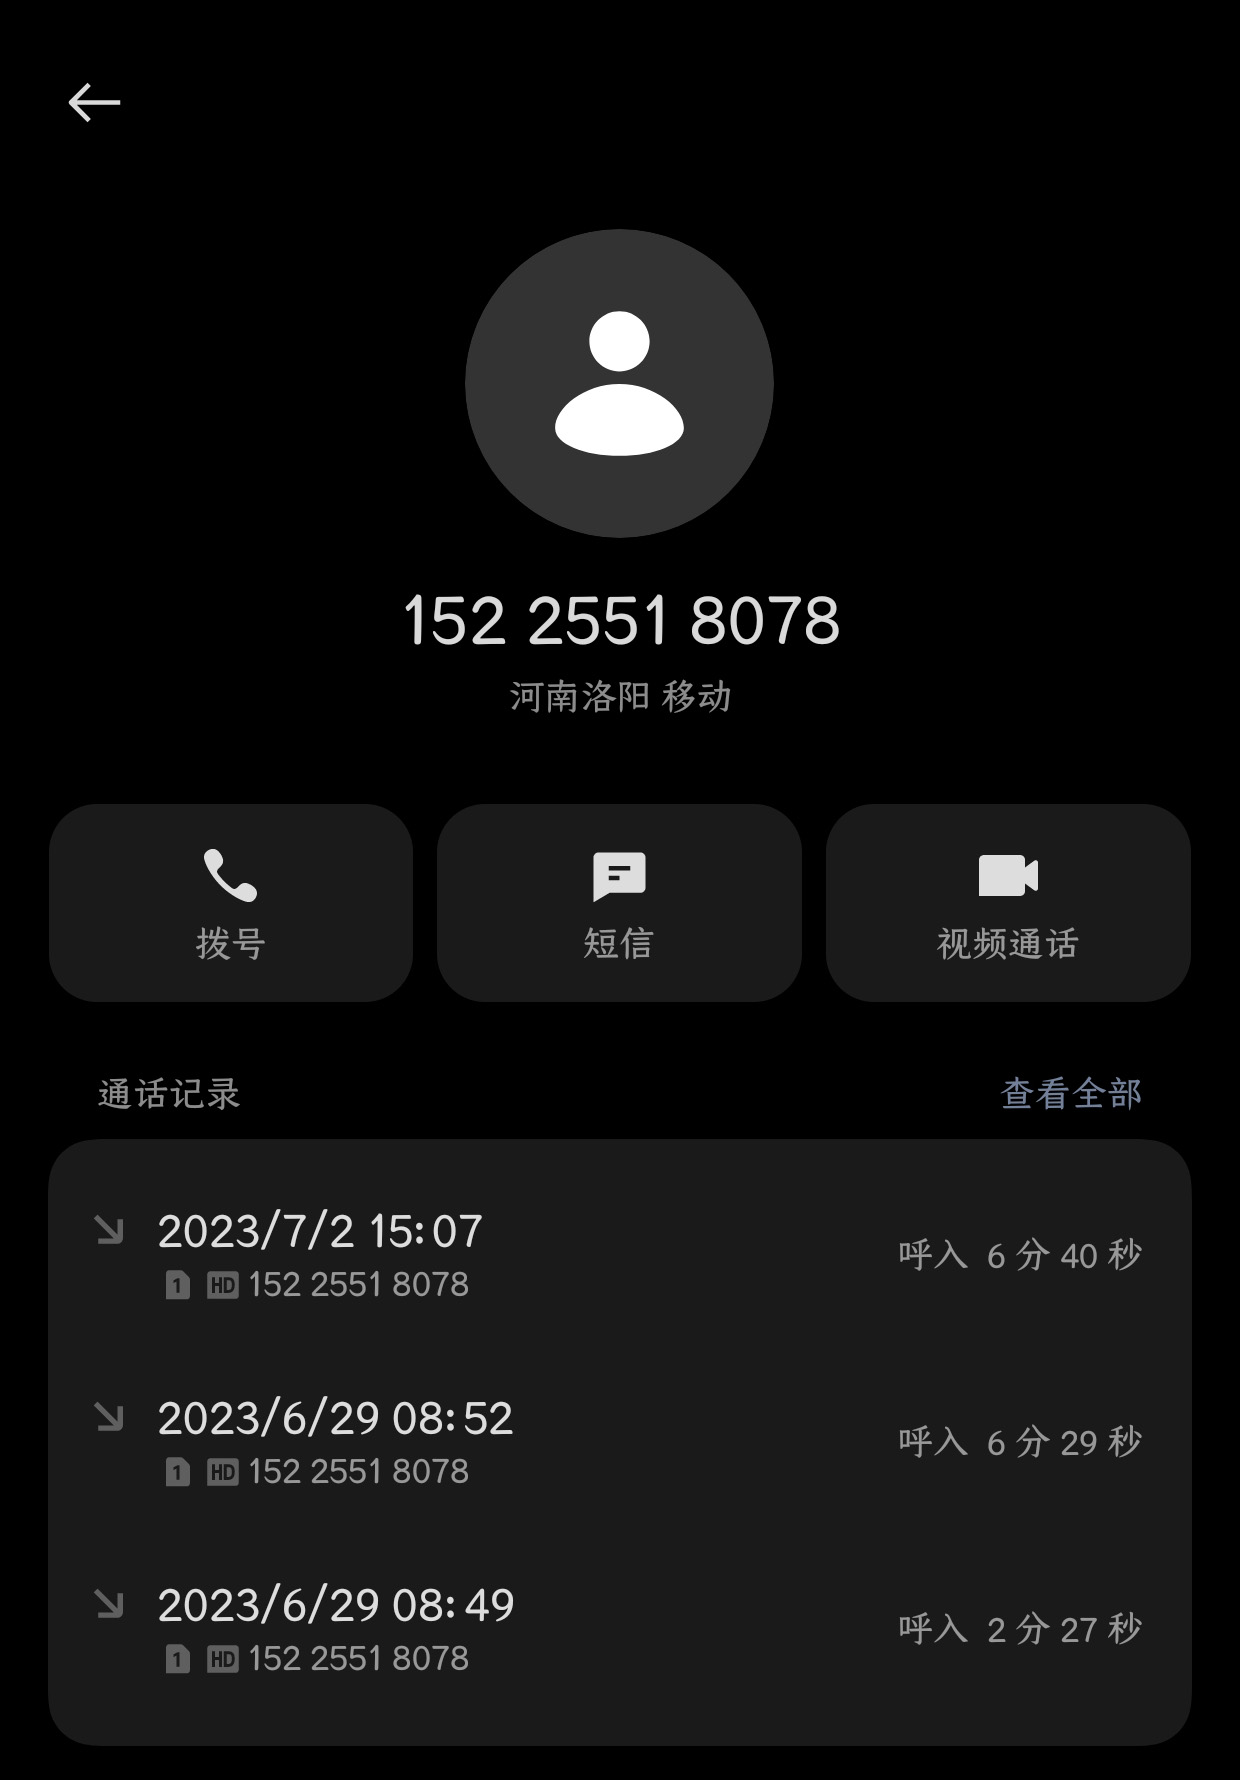 152 2551 8078
河南洛阳 移动
拨号 短信 视频通话
通话记录 查看全部
2023/7/2 15:07
呼入 6 分 40 秒
1 HD 152 2551 8078
2023/6/29 08:52
呼入 6 分 29 秒
1 HD 152 2551 8078
2023/6/29 08:49
呼入 2 分 27 秒
1 HD 152 2551 8078